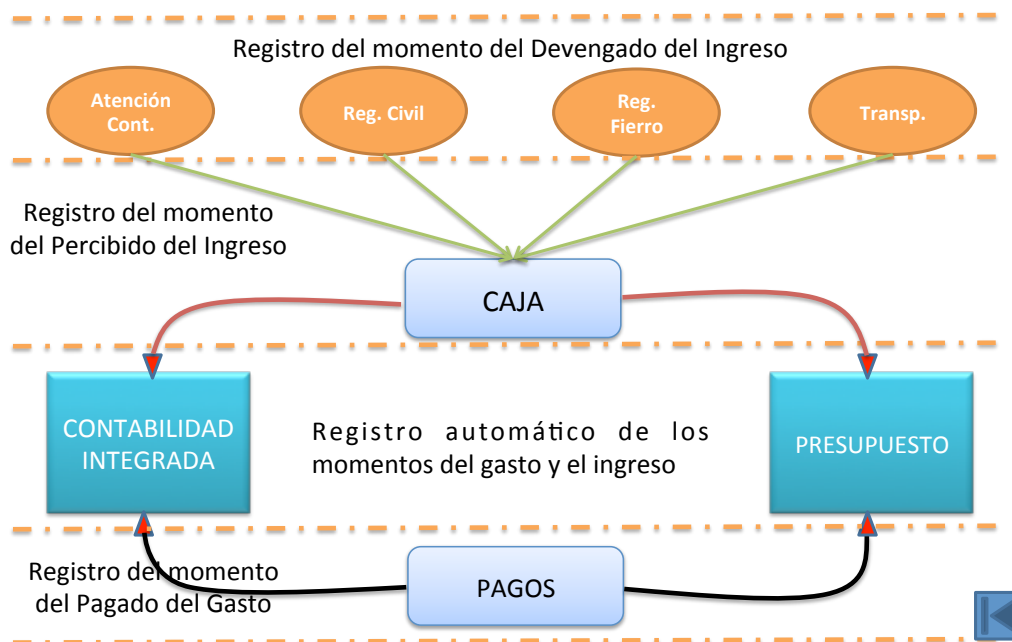 Registro del momento del Devengado del Ingreso
Atención
Cont.
Reg. Civil
Reg.
Fierro
Transp.
Registro del momento
del Percibido del Ingreso
CAJA
CONTABILIDAD
INTEGRADA
Registro automático de los
momentos del gasto y el ingreso
PRESUPUESTO
Registro del momento
del Pagado del Gasto
PAGOS